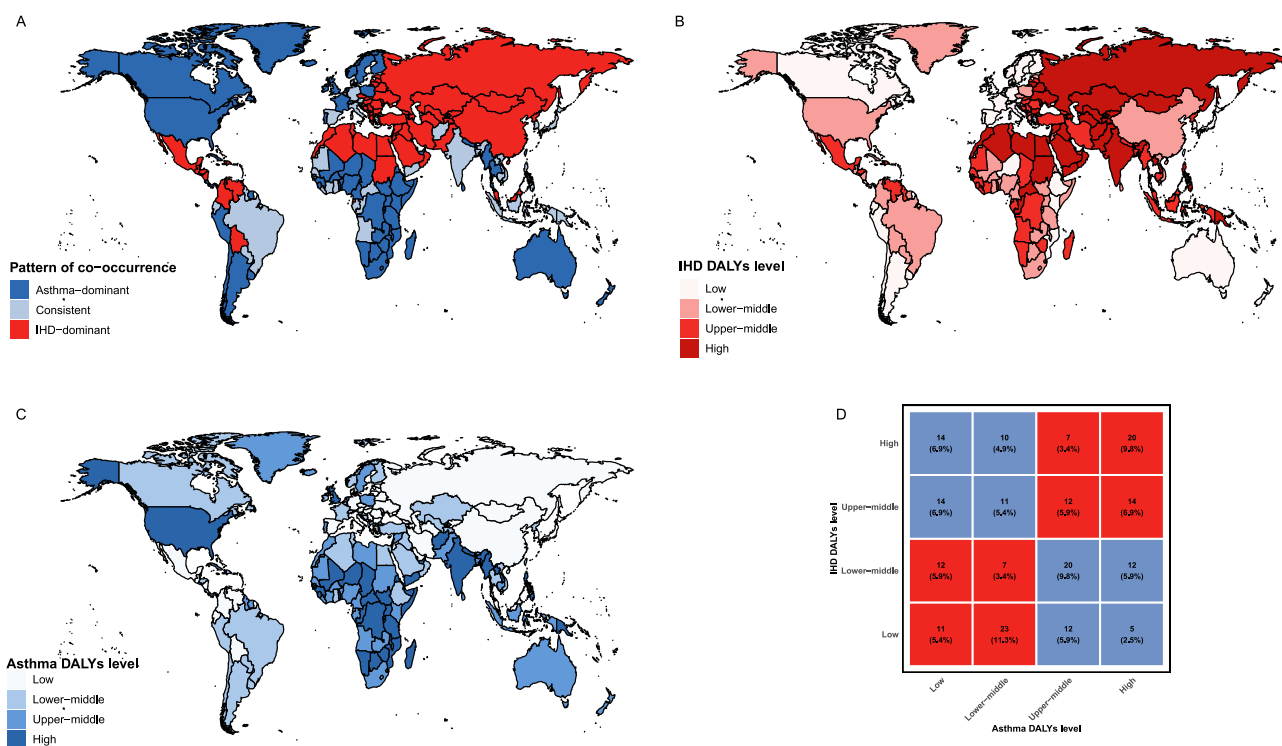 A
Pattern of co-occurrence
Asthma-dominant
Consistent
IHD-dominant
B
IHD DALYs level
Low
Lower-middle
Upper-middle
High
C
Asthma DALYs level
Low
Lower-middle
Upper-middle
High
D
IHD DALYs level
High
14
(6.9%)
10
(4.9%)
7
(3.4%)
20
(9.8%)
Upper-middle
14
(6.9%)
11
(5.4%)
12
(5.9%)
14
(6.9%)
Lower-middle
12
(5.9%)
7
(3.4%)
20
(9.8%)
12
(5.9%)
Low
11
(5.4%)
23
(11.3%)
12
(5.9%)
5
(2.5%)
Low
Lower-middle
Upper-middle
High
Asthma DALYs level